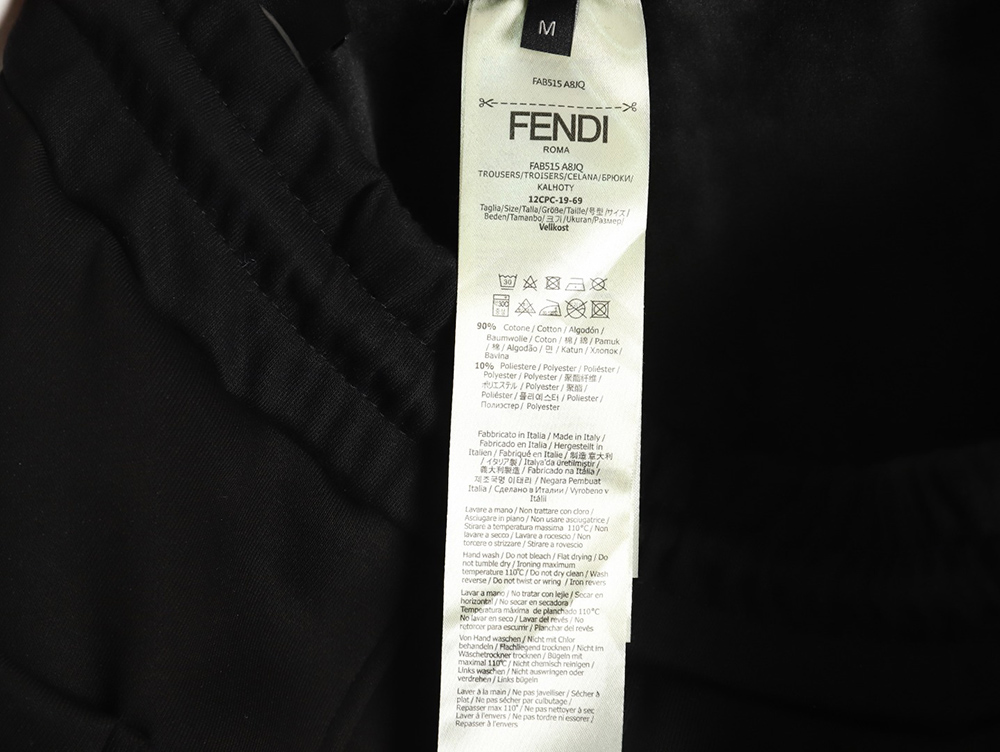 M
FAB515 A8JQ
FENDI
ROMA
FAB515 A8JQ
TROUSERS/TROISERS/CELANA/БРЮКИ/
KALHOTY
12CPC-19-69
Taglia/Size/Talla/Größe/Taille/号型/サイズ/
Beden/Tamanbo/크기/Ukuran/Размер/
Velikost
30
90% Cotone / Cotton / Algodón /
Baumwolle / Coton / 棉 / 綿 / Pamuk
/ 棉 / Algodão / 면 / Katun / Хлопок /
Bavina
10% Poliestere / Polyester / Poliéster /
Polyester / Polyester / 聚酯纤维 /
ポリエステル / Polyester / 聚酯 /
Poliéster / 폴리에스터 / Poliester /
Полиэстер / Polyester
Fabbricato in Italia / Made in Italy /
Fabricado en Italia / Hergestellt in
Italien / Fabriqué en Italie / 制造 意大利
/ イタリア製 / Italya'da üretilmiştir /
義大利製造 / Fabricado na Itália /
제조국명 이태리 / Negara Pembuat
Italia / Сделано в Италии / Vyrobeno v
Itálii
Lavare a mano / Non trattare con cloro /
Asciugare in piano / Non usare asciugatrice /
Stirare a temperatura massima 110°C / Non
lavare a secco / Lavare a rocescio / Non
torcere o strizzare / Stirare a rovescio
Hand wash / Do not bleach / Flat drying / Do
not tumble dry / Ironing maximum
temperature 110°C / Do not dry clean / Wash
reverse / Do not twist or wring / Iron revers
Lavar a mano / No tratar con lejie / Secar en
horizontal / No secar en secadora /
Temperatura máxima de planchado 110°C
No lavar en seco / Lavar del revés / No
retorcer para escurrir / Planchar del revés
Von Hand waschen / Nicht mit Chlor
behandeln / Flachliegend trocknen / Nicht im
Wäschetrockner trocknen / Bügeln mit
maximal 110°C / Nicht chemisch reinigen /
Links waschen / Nicht auswringen oder
verdrehen / Links bügeln
Laver à la main / Ne pas javelliser / Sécher à
plat / Ne pas sécher par culbutage /
Repasser max 110° / Ne pas nettoyer à sec
Laver à l'envers / Ne pas tordre ni essorer /
Repasser à l'envers